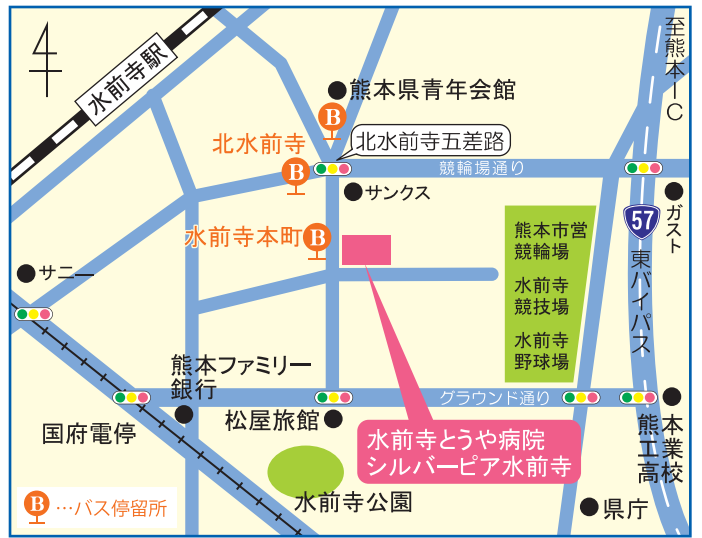 水前寺駅
至熊本IC
B
熊本県青年会館
北水前寺
B
北水前寺五差路
競輪場通り
サンクス
ガスト
57
水前寺本町
B
熊本市営
競輪場
水前寺
競技場
水前寺
野球場
東バイパス
サニー
熊本ファミリー
銀行
グラウンド通り
国府電停
松屋旅館
水前寺とうや病院
シルバーピア水前寺
熊本
工業
高校
水前寺公園
県庁
B
…バス停留所